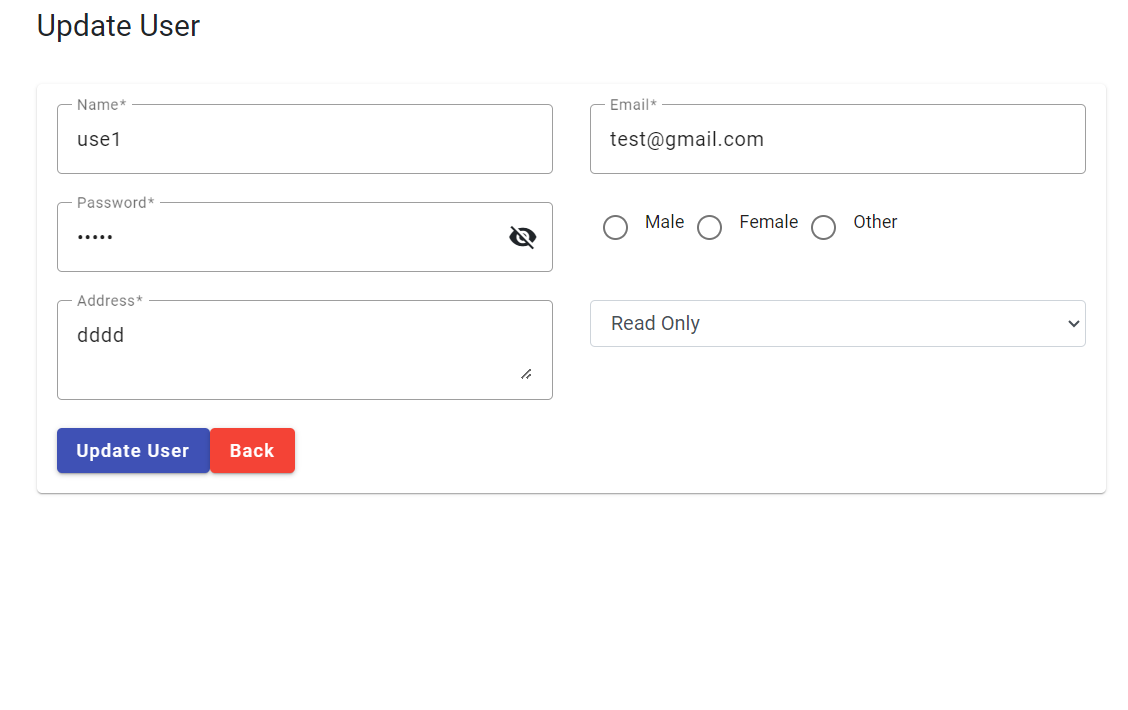 Update User
Name*
use1
Email*
test@gmail.com
Password*
•••••
Male Female Other
Address*
dddd
Read Only
Update User Back